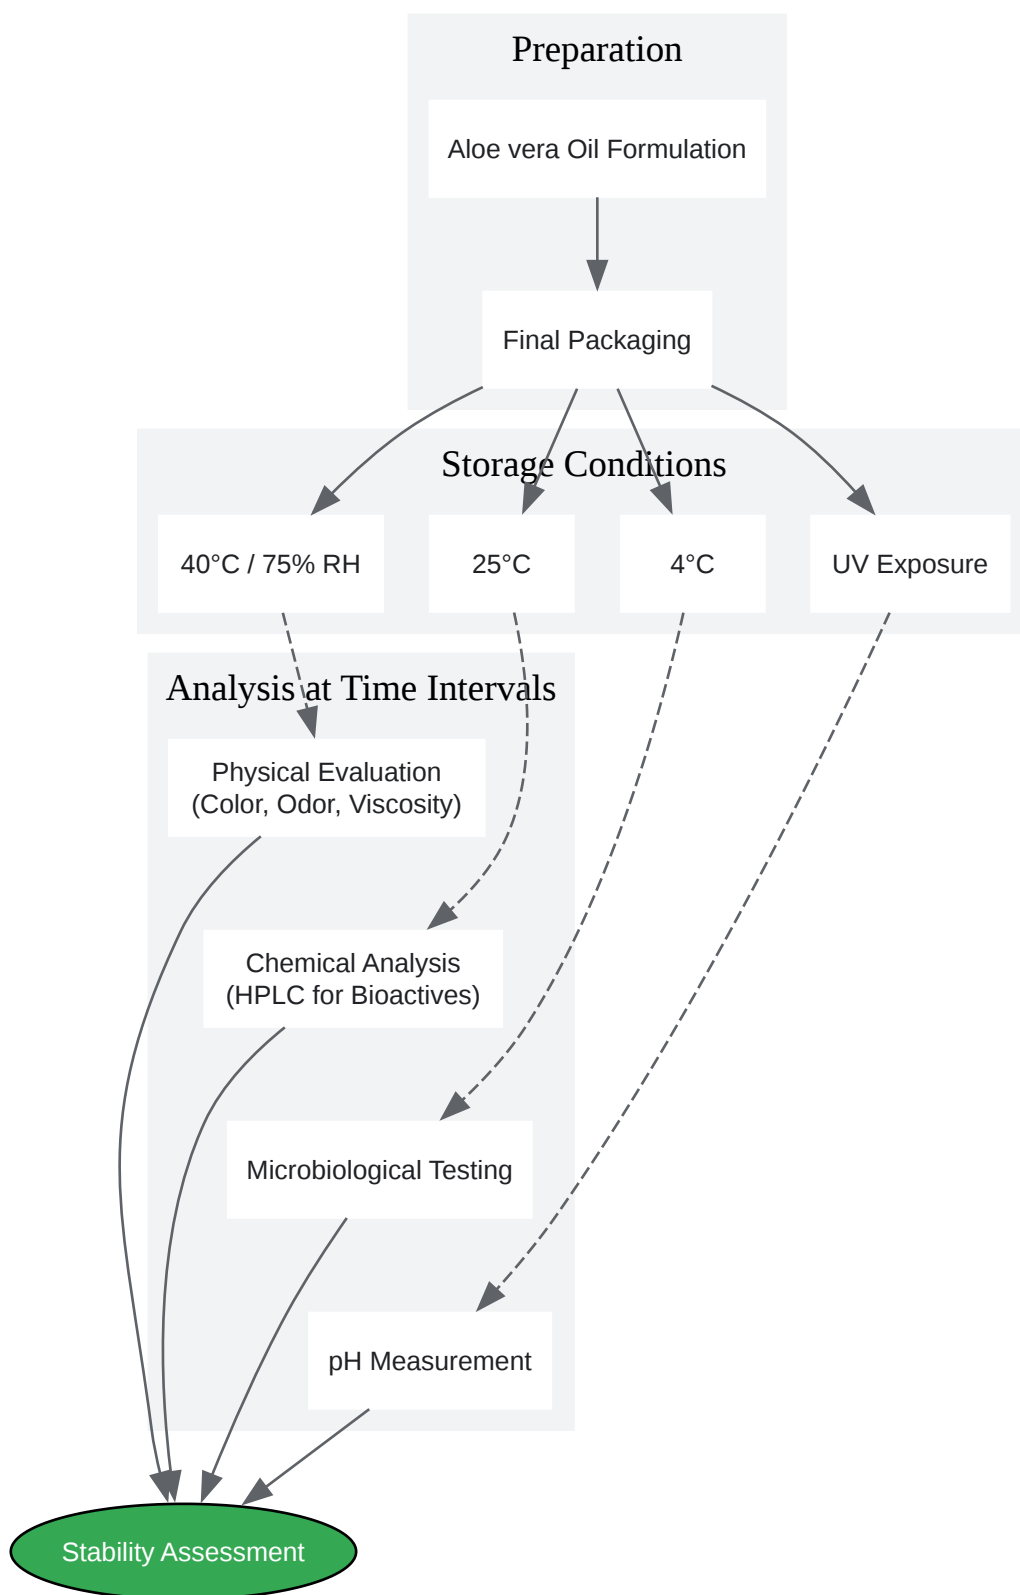 Preparation
Aloe vera Oil Formulation
Final Packaging
Storage Conditions
40°C / 75% RH
25°C
4°C
UV Exposure
Analysis at Time Intervals
Physical Evaluation
(Color, Odor, Viscosity)
Chemical Analysis
(HPLC for Bioactives)
Microbiological Testing
pH Measurement
Stability Assessment